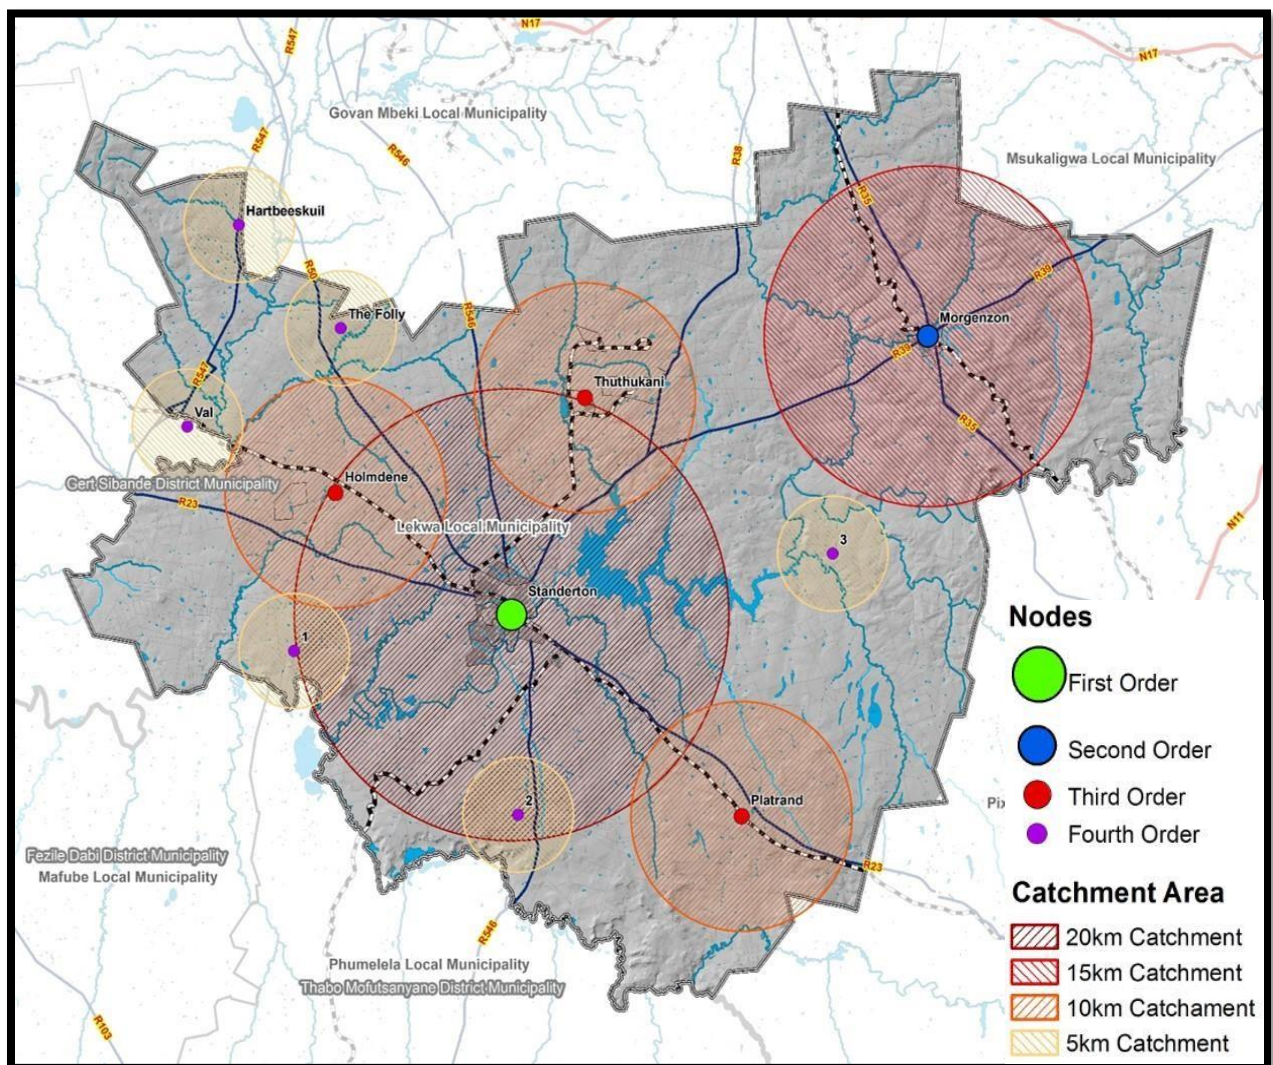 N17
R547
N17
Govan Mbeki Local Municipality
R547
R546
R38
Msukaligwa Local Municipality
R35
Hartbeeskuil
R50
R39
The Folly
R546
Morgenzon
R39
R547
Thuthukani
Val
R35
Gert Sibande District Municipality
Holmdene
R23
Lekwa Local Municipality
N11
3
Standerton
1
2
Platrand
Pix
R23
Fezile Dabi District Municipality
Mafube Local Municipality
R546
Phumelela Local Municipality
Thabo Mofutsanyane District Municipality
R103
Nodes
First Order
Second Order
Third Order
Fourth Order
Catchment Area
20km Catchment
15km Catchment
10km Catchament
5km Catchment